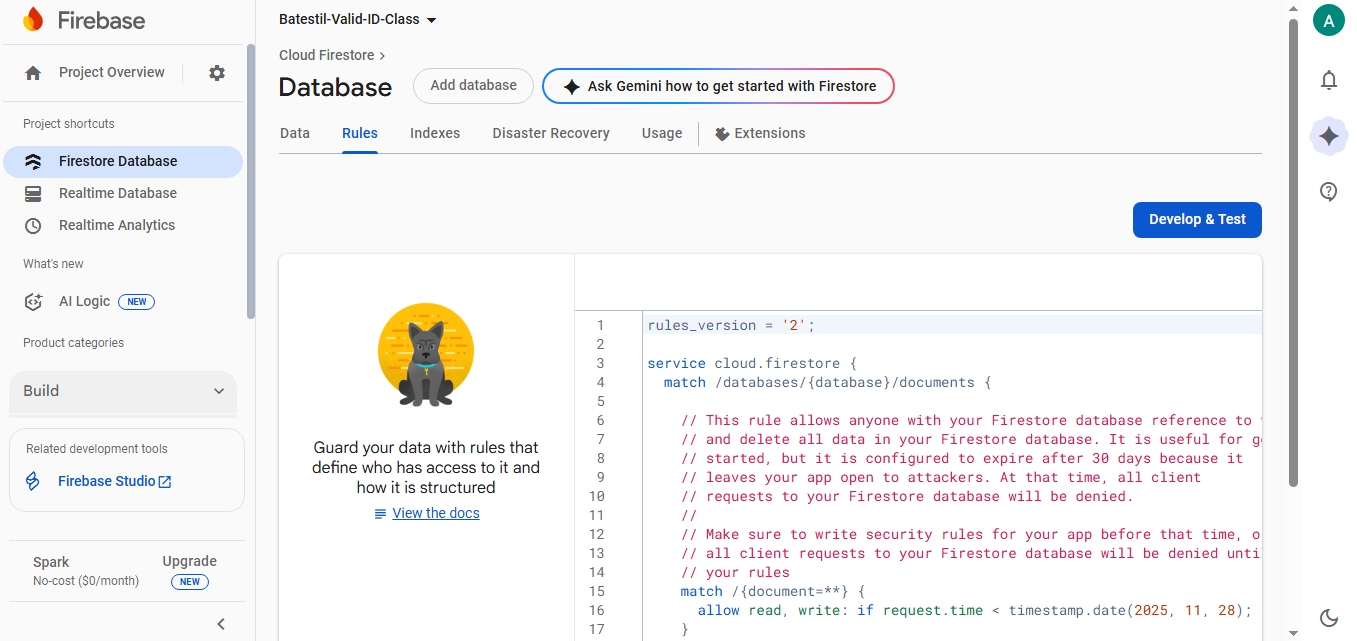 Firebase
Project Overview
Project shortcuts
Firestore Database
Realtime Database
Realtime Analytics
What's new
AI Logic NEW
Product categories
Build
Related development tools
Firebase Studio
Spark
No-cost ($0/month)
Upgrade
NEW
Batestil-Valid-ID-Class
Cloud Firestore >
Database
Add database
Ask Gemini how to get started with Firestore
Data Rules Indexes Disaster Recovery Usage Extensions
Develop & Test
Guard your data with rules that
define who has access to it and
how it is structured
View the docs
1 rules_version = '2';
2
3 service cloud.firestore {
4 match /databases/{database}/documents {
5
6 // This rule allows anyone with your Firestore database reference to
7 // and delete all data in your Firestore database. It is useful for
8 // started, but it is configured to expire after 30 days because it
9 // leaves your app open to attackers. At that time, all client
10 // requests to your Firestore database will be denied.
11 //
12 // Make sure to write security rules for your app before that time,
13 // all client requests to your Firestore database will be denied
14 // your rules
15 match /{document=**} {
16 allow read, write: if request.time < timestamp.date(2025, 11, 28);
17 }
A